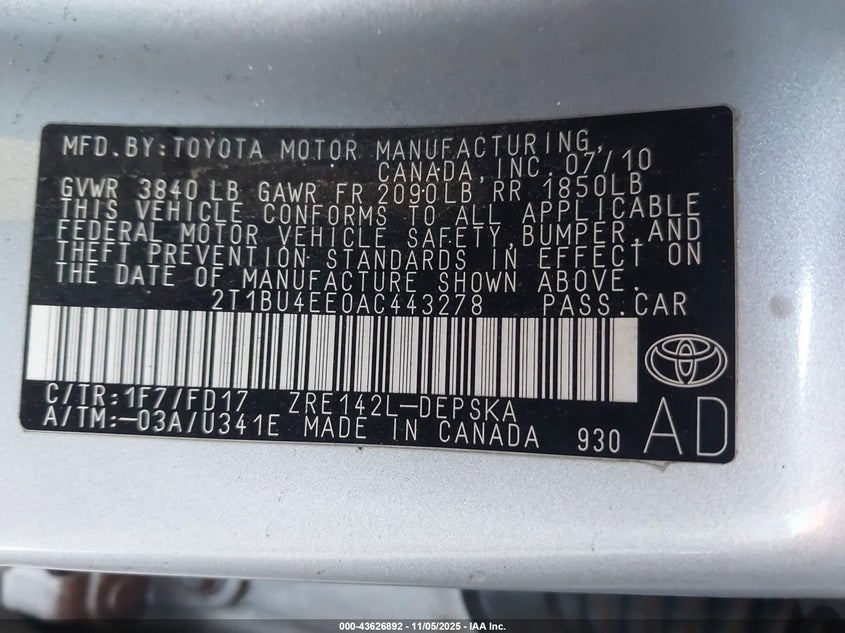 MFD.BY:TOYOTA MOTOR MANUFACTURING,
CANADA,INC. 07/10
GVWR 3840 LB GAWR FR 2090LB RR 1850LB
THIS VEHICLE CONFORMS TO ALL APPLICABLE
FEDERAL MOTOR VEHICLE SAFETY,BUMPER,AND
THEFT PREVENTION STANDARDS IN EFFECT ON
THE DATE OF MANUFACTURE SHOWN ABOVE.
2T1BU4EE0AC443278 PASS.CAR
C/TR:1F7/FD17 ZRE142L-DEPSKA
A/TM:-03A/U341E MADE IN CANADA 930 AD
000-43626892 | 11/05/2025 | IAA Inc.